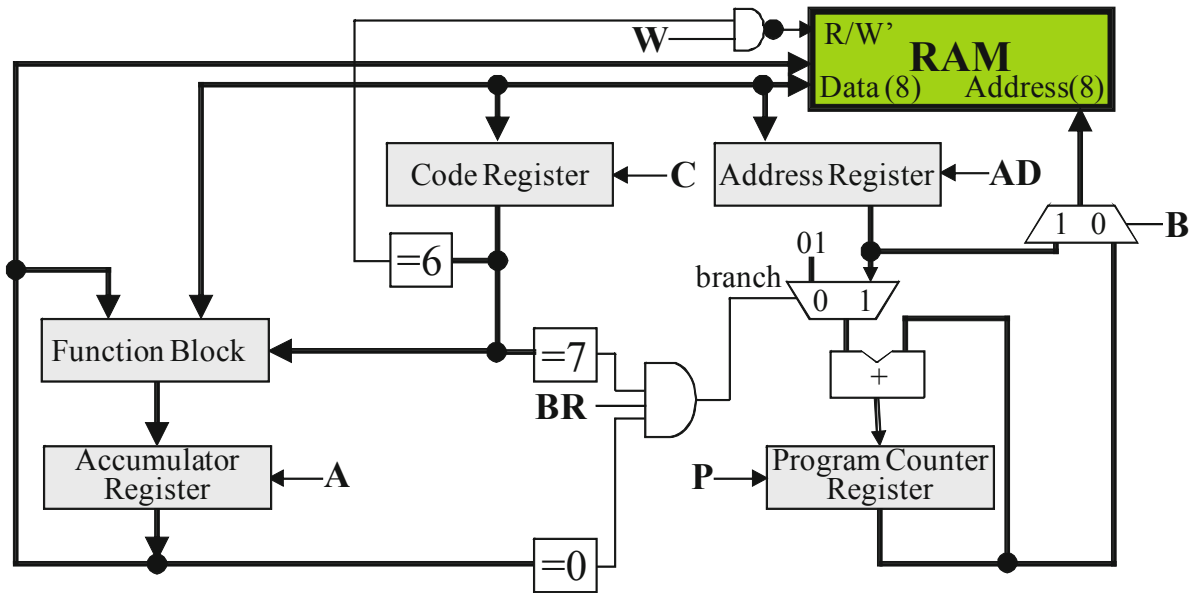 W
R/W’
RAM
Data (8) Address(8)
Code Register
C
Address Register
AD
1 0
B
=6
01
branch
0 1
Function Block
=7
+
BR
Accumulator
Register
A
P
Program Counter
Register
=0